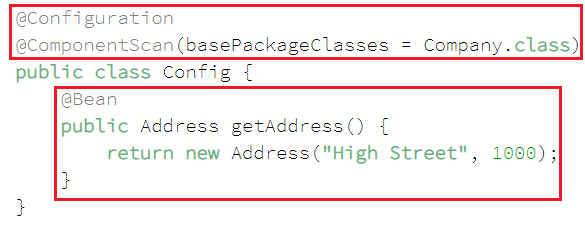 @Configuration
@ComponentScan(basePackageClasses = Company.class)
public class Config {
@Bean
public Address getAddress() {
return new Address("High Street", 1000);
}
}